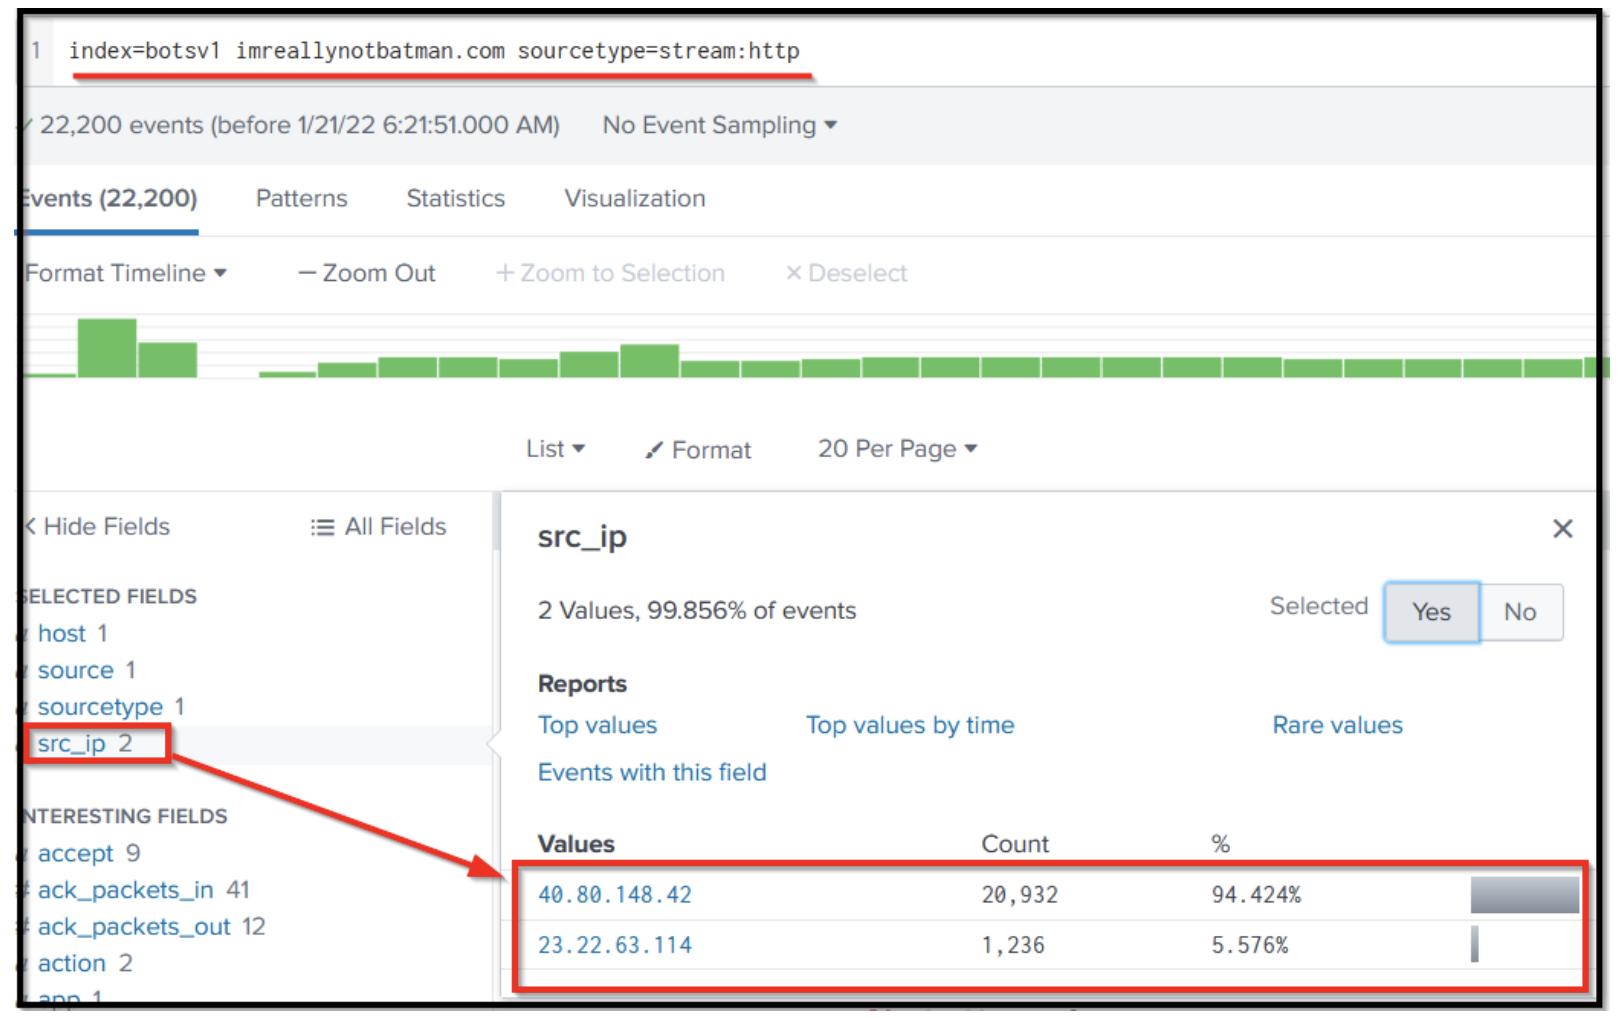 1 index=botsv1 imreallynotbatman.com sourcetype=stream:http
22,200 events (before 1/21/22 6:21:51.000 AM) No Event Sampling
Events (22,200) Patterns Statistics Visualization
Format Timeline — Zoom Out + Zoom to Selection × Deselect
List Format 20 Per Page
< Hide Fields All Fields
SELECTED FIELDS
a host 1
a source 1
a sourcetype 1
src_ip 2
INTERESTING FIELDS
a accept 9
# ack_packets_in 41
# ack_packets_out 12
a action 2
app 1
src_ip ×
2 Values, 99.856% of events Selected Yes No
Reports
Top values Top values by time Rare values
Events with this field
Values Count %
40.80.148.42 20,932 94.424%
23.22.63.114 1,236 5.576%